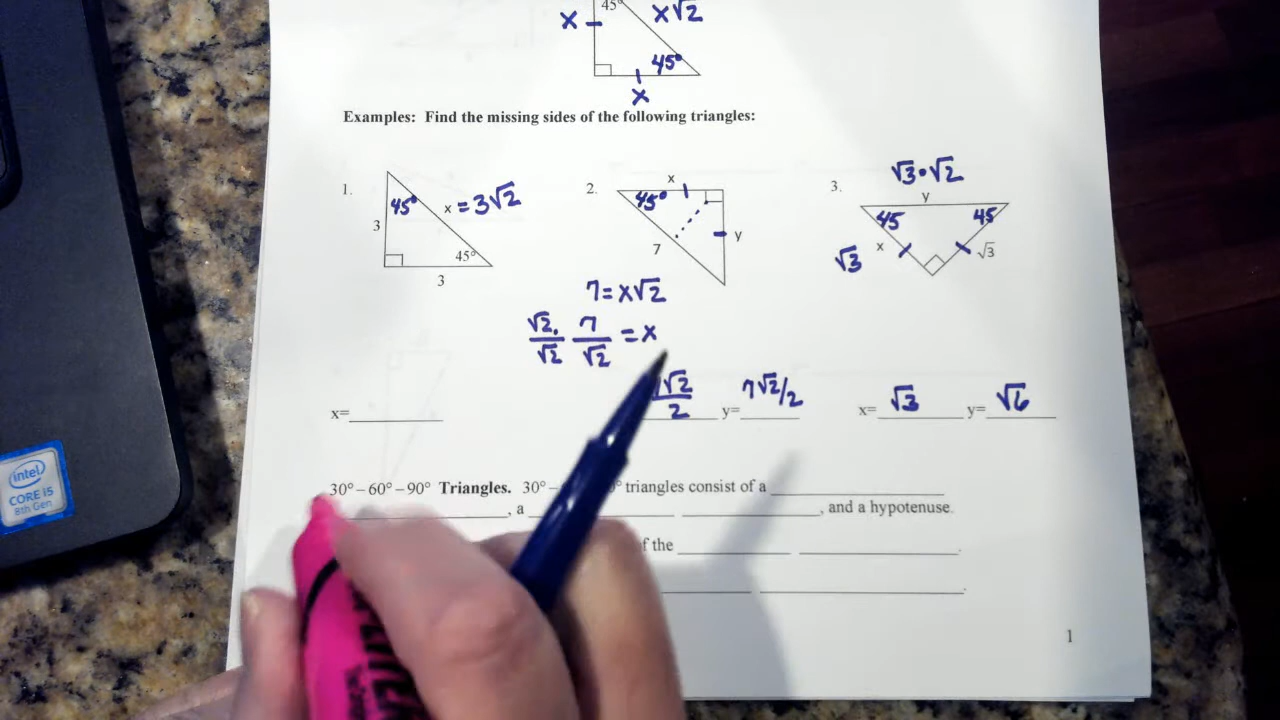 45° x√2
x
45°
x
Examples: Find the missing sides of the following triangles:
1.
45°
x = 3√2
3
45°
3
2.
x
45°
7
y
7 = x√2
√2/√2 · 7/√2 = x
3.
√3 • √2
y
45 45
√3 x √3
x=
√2/2 y= 7√2/2
x= √3 y= √6
30° – 60° – 90° Triangles. 30° – ° triangles consist of a
, a , and a hypotenuse.
the .
.
1
intel
CORE i5
8th Gen